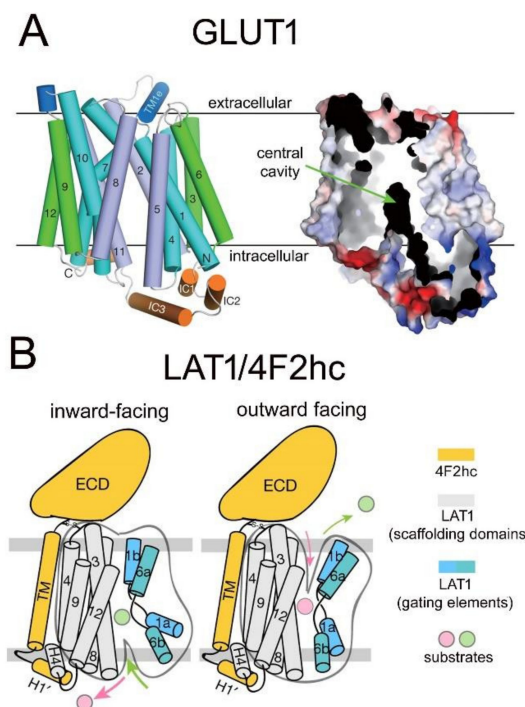 A
GLUT1
TM1e
extracellular
10
7
2
6
9
8
3
5
1
12
4
11
N
C
intracellular
IC1
IC2
IC3
central
cavity
B
LAT1/4F2hc
inward-facing
outward facing
ECD
ECD
4F2hc
LAT1
(scaffolding domains
LAT1
(gating elements)
substrates
3
1b
6a
4
9
12
1a
6b
TM
H4
8
H1′
3
1b
6a
4
9
12
1a
6b
TM
H4
8
H1′